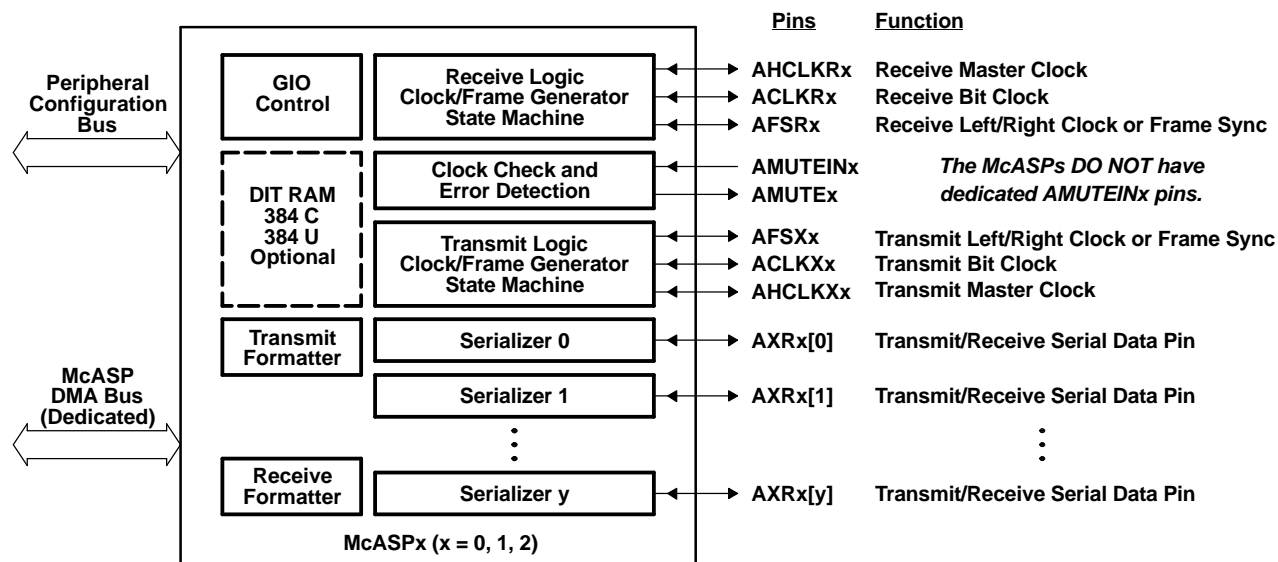 Pins Function
Peripheral
Configuration
Bus
GIO
Control
Receive Logic
Clock/Frame Generator
State Machine
AHCLKRx Receive Master Clock
ACLKRx Receive Bit Clock
AFSRx Receive Left/Right Clock or Frame Sync
DIT RAM
384 C
384 U
Optional
Clock Check and
Error Detection
AMUTEINx
AMUTEx
The McASPs DO NOT have
dedicated AMUTEINx pins.
Transmit Logic
Clock/Frame Generator
State Machine
AFSXx Transmit Left/Right Clock or Frame Sync
ACLKXx Transmit Bit Clock
AHCLKXx Transmit Master Clock
Transmit
Formatter
Serializer 0
AXRx[0] Transmit/Receive Serial Data Pin
McASP
DMA Bus
(Dedicated)
Serializer 1
AXRx[1] Transmit/Receive Serial Data Pin
Receive
Formatter
Serializer y
AXRx[y] Transmit/Receive Serial Data Pin
McASPx (x = 0, 1, 2)